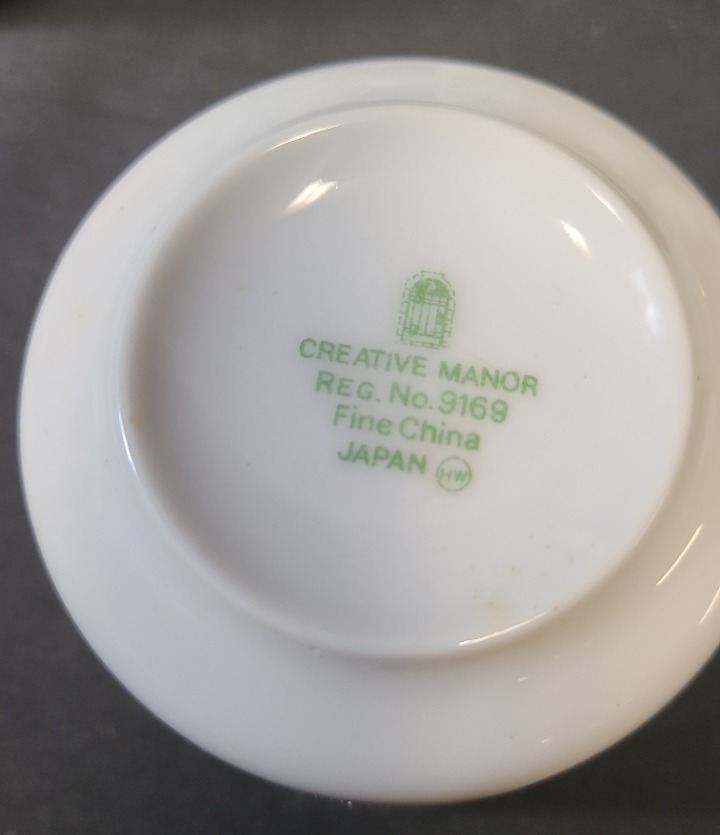 CREATIVE MANOR
REG. No. 9169
Fine China
JAPAN HW